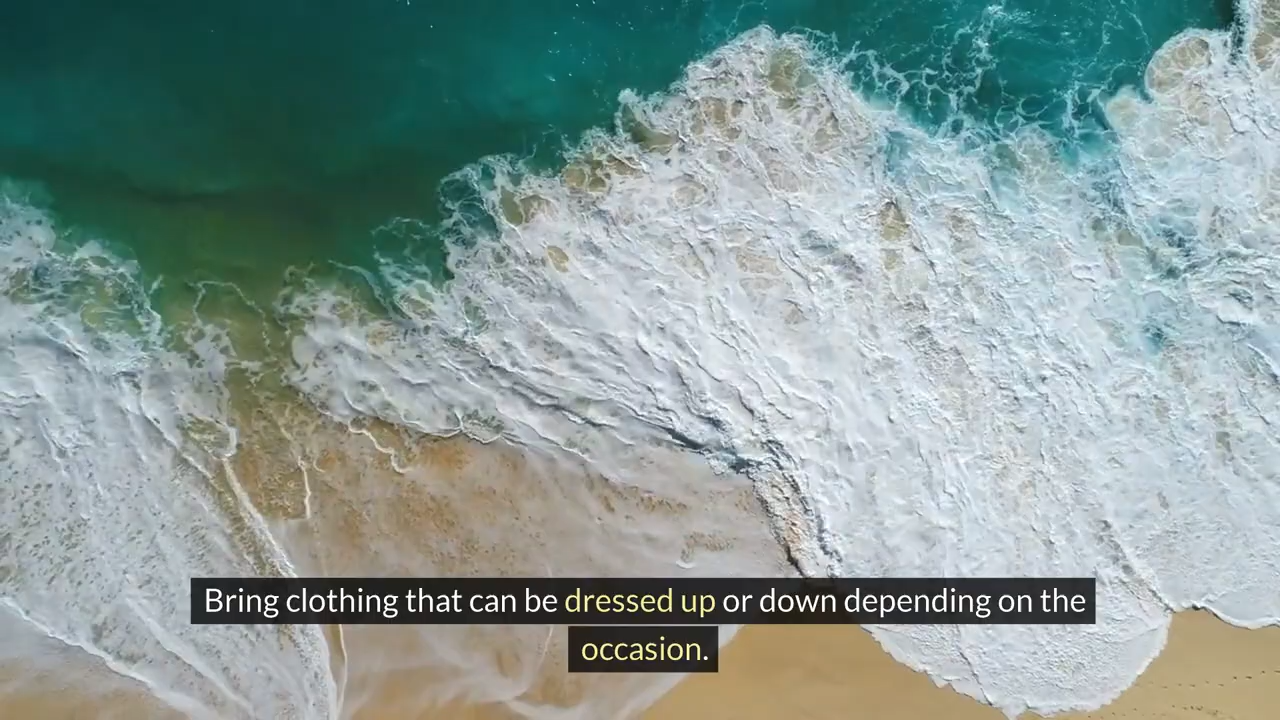 Bring clothing that can be dressed up or down depending on the
occasion.